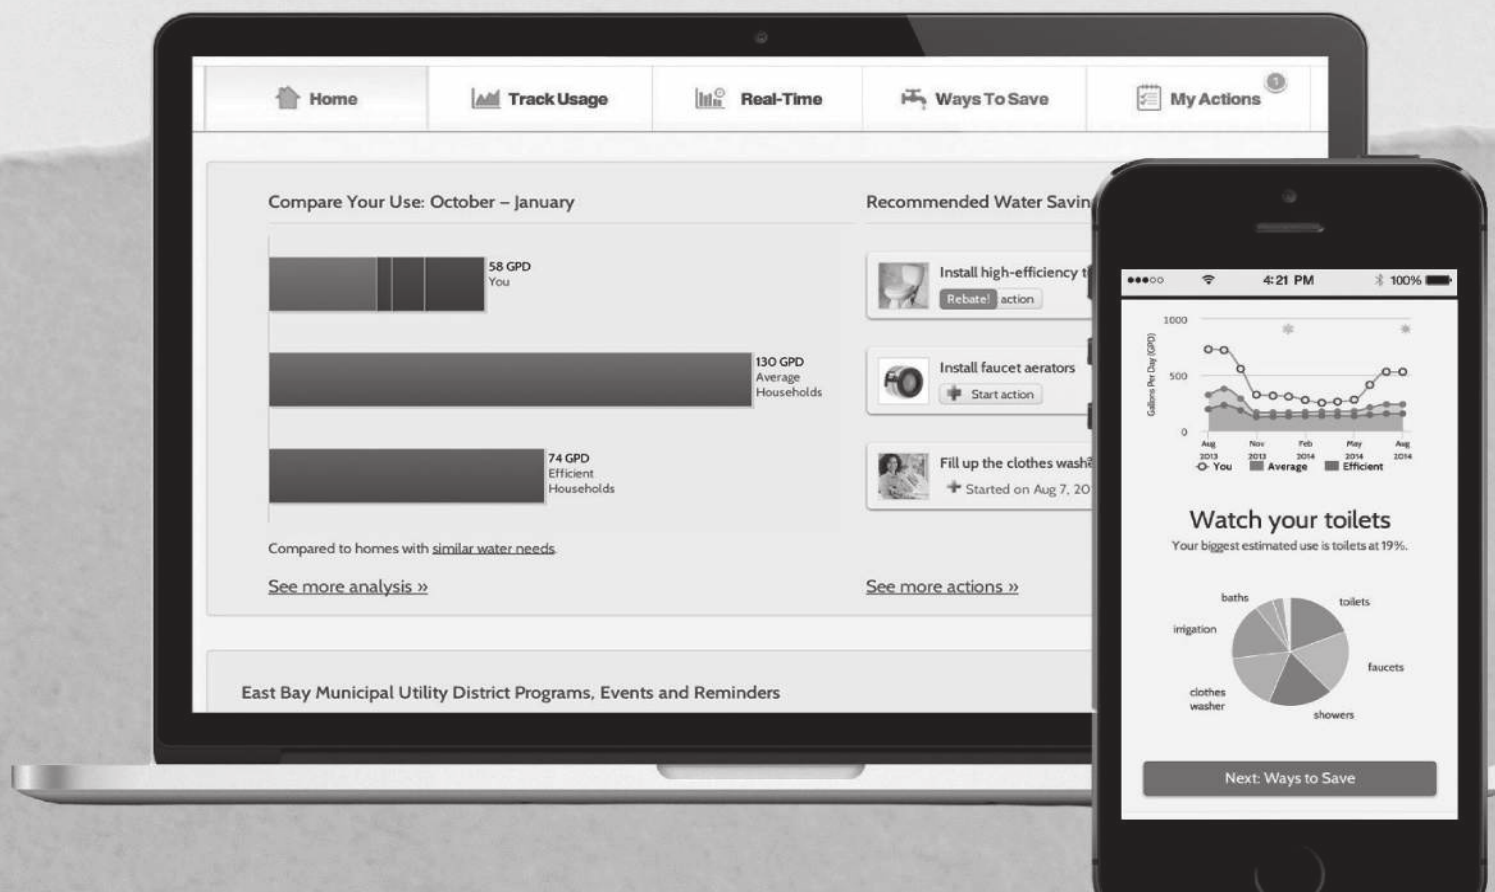 Home
Track Usage
Real-Time
Ways To Save
My Actions
1
Compare Your Use: October – January
58 GPD
You
130 GPD
Average
Households
74 GPD
Efficient
Households
Compared to homes with similar water needs.
See more analysis »
Recommended Water Savin
Install high-efficiency t
Rebate! action
Install faucet aerators
Start action
Fill up the clothes wash
Started on Aug 7, 20
See more actions »
East Bay Municipal Utility District Programs, Events and Reminders
4:21 PM
100%
Gallons Per Day (GPD)
1000
500
0
Aug Nov Feb May Aug
2013 2013 2014 2014 2014
You Average Efficient
Watch your toilets
Your biggest estimated use is toilets at 19%.
baths
toilets
irrigation
faucets
clothes
washer
showers
Next: Ways to Save